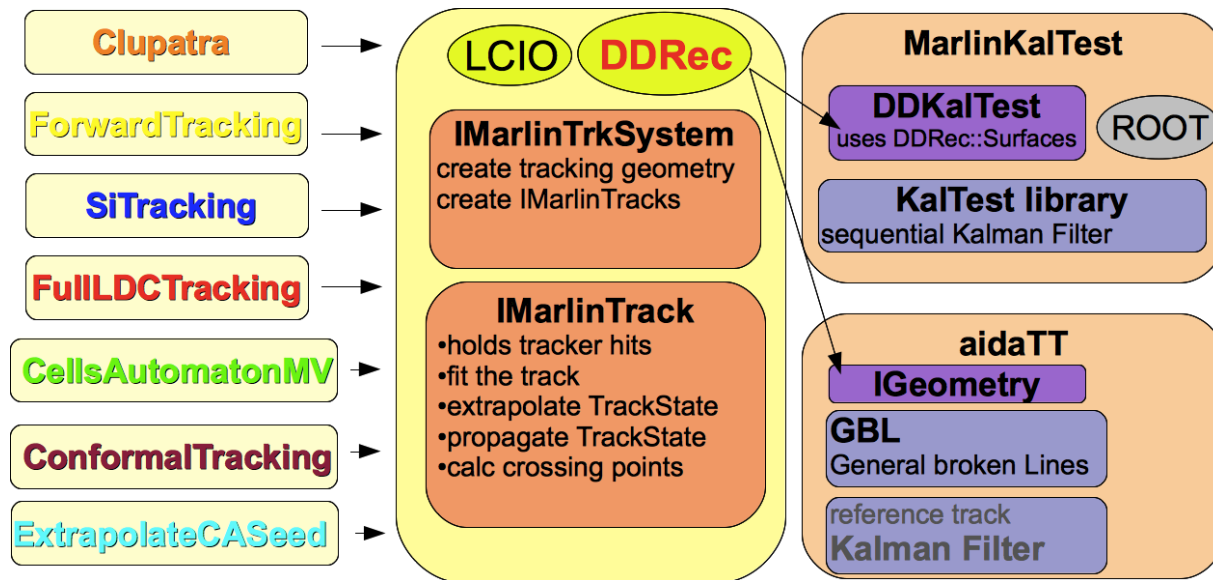 Clupatra
ForwardTracking
SiTracking
FullLDCTracking
CellsAutomatonMV
ConformalTracking
ExtrapolateCASeed
LCIO
DDRec
IMarlinTrkSystem
create tracking geometry
create IMarlinTracks
IMarlinTrack
•holds tracker hits
•fit the track
•extrapolate TrackState
•propagate TrackState
•calc crossing points
MarlinKalTest
DDKalTest
uses DDRec::Surfaces
ROOT
KalTest library
sequential Kalman Filter
aidaTT
IGeometry
GBL
General broken Lines
reference track
Kalman Filter